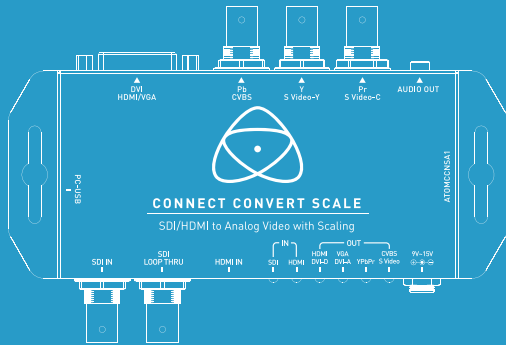 DVI
HDMI/VGA
Pb
CVBS
Y
S Video-Y
Pr
S Video-C
AUDIO OUT
PC-USB
ATOMCCNSA1
CONNECT CONVERT SCALE
SDI/HDMI to Analog Video with Scaling
SDI IN
SDI
LOOP THRU
HDMI IN
IN
SDI
HDMI
OUT
HDMI
DVI-D
VGA
DVI-A
YPbPr
CVBS
S Video
9V-15V